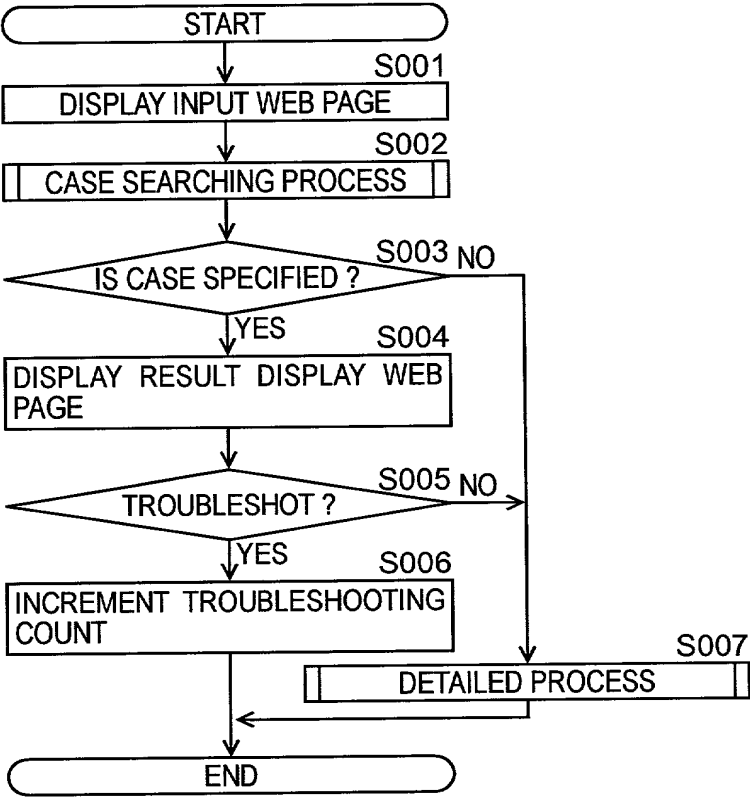 START
S001
DISPLAY INPUT WEB PAGE
S002
CASE SEARCHING PROCESS
S003
NO
IS CASE SPECIFIED ?
YES
S004
DISPLAY RESULT DISPLAY WEB
PAGE
S005
NO
TROUBLESHOT ?
YES
S006
INCREMENT TROUBLESHOOTING
COUNT
S007
DETAILED PROCESS
END